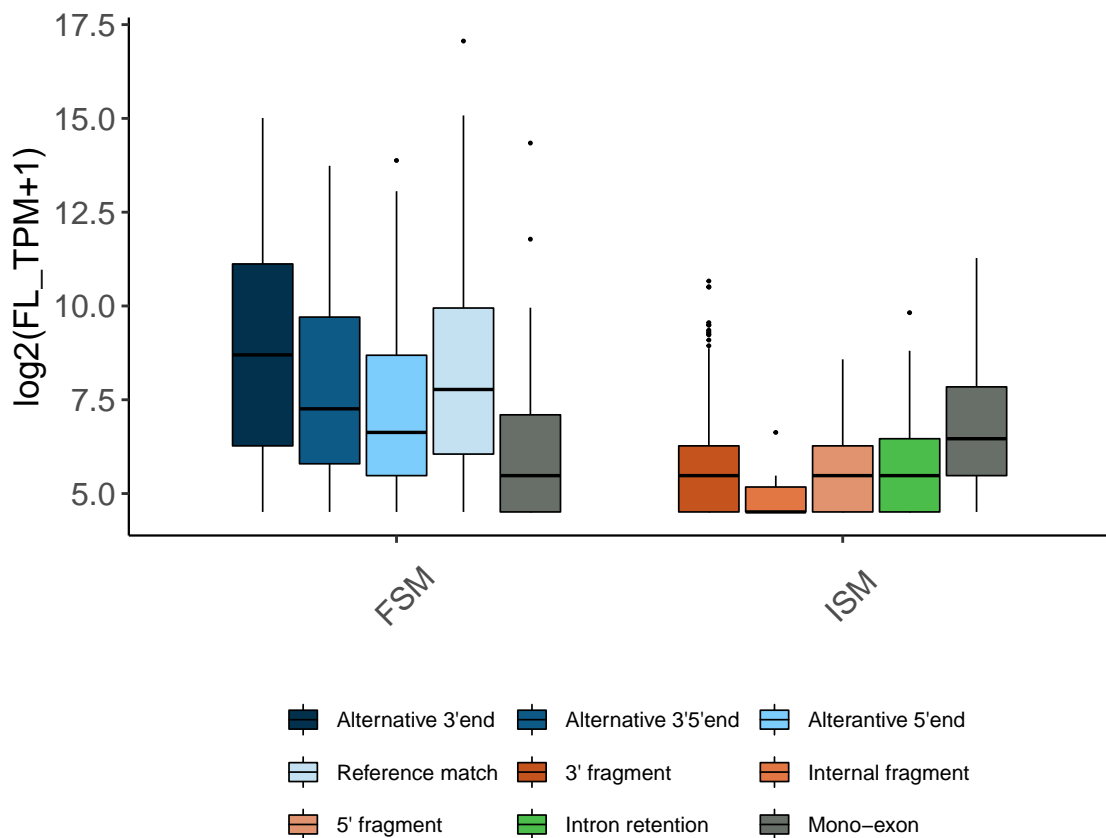 17.5
15.0
12.5
10.0
7.5
5.0
log2(FL_TPM+1)
FSM
ISM
Alternative 3'end
Alternative 3'5'end
Alterantive 5'end
Reference match
3' fragment
Internal fragment
5' fragment
Intron retention
Mono−exon